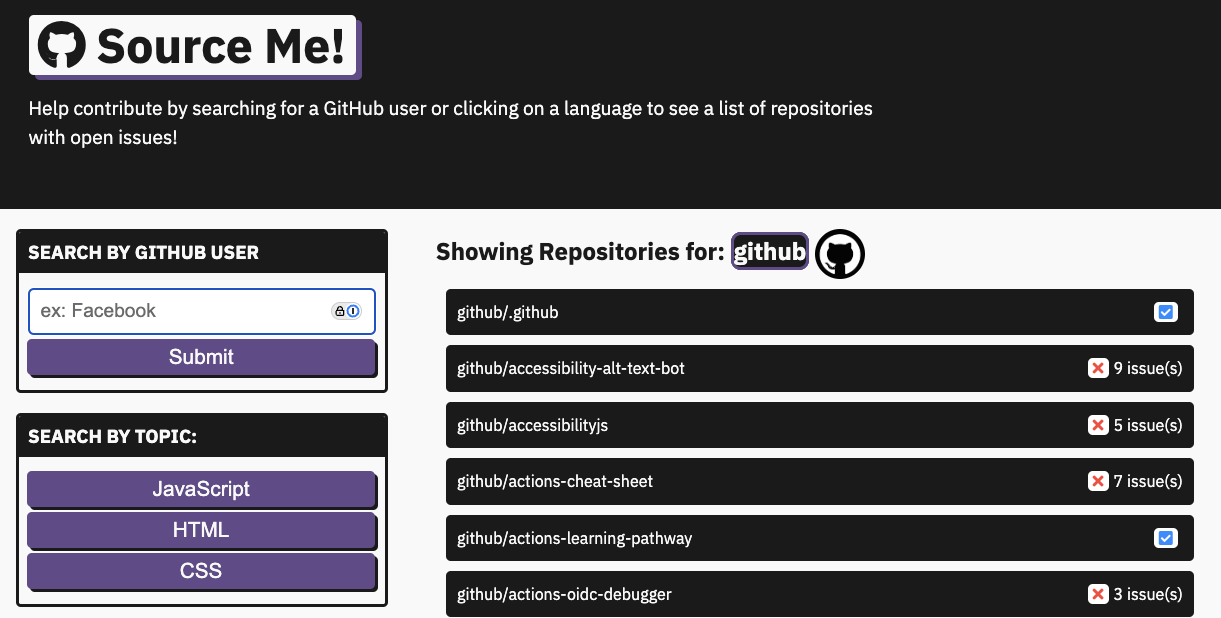 Source Me!
Help contribute by searching for a GitHub user or clicking on a language to see a list of repositories
with open issues!
SEARCH BY GITHUB USER
ex: Facebook
Submit
SEARCH BY TOPIC:
JavaScript
HTML
CSS
Showing Repositories for: github
github/.github
github/accessibility-alt-text-bot 9 issue(s)
github/accessibilityjs 5 issue(s)
github/actions-cheat-sheet 7 issue(s)
github/actions-learning-pathway
github/actions-oidc-debugger 3 issue(s)